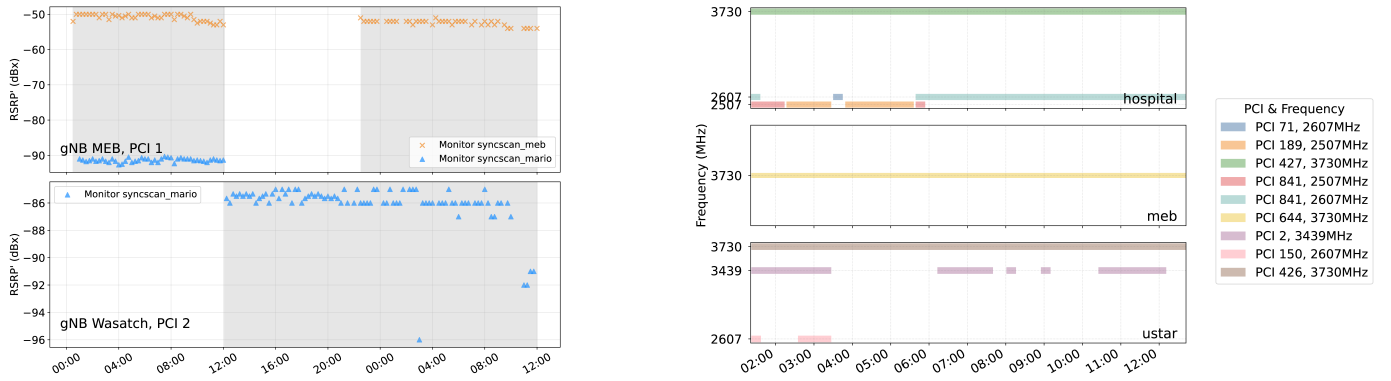 −50
−60
−70
−80
−90
RSRP' (dBx)
gNB MEB, PCI 1
Monitor syncscan_meb
Monitor syncscan_mario
−86
−88
−90
−92
−94
−96
RSRP' (dBx)
Monitor syncscan_mario
gNB Wasatch, PCI 2
00:00 04:00 08:00 12:00 16:00 20:00 00:00 04:00 08:00 12:00
3730
2607
2507
hospital
Frequency (MHz)
3730
meb
3730
3439
2607
ustar
02:00 03:00 04:00 05:00 06:00 07:00 08:00 09:00 10:00 11:00 12:00
PCI & Frequency
PCI 71, 2607MHz
PCI 189, 2507MHz
PCI 427, 3730MHz
PCI 841, 2507MHz
PCI 841, 2607MHz
PCI 644, 3730MHz
PCI 2, 3439MHz
PCI 150, 2607MHz
PCI 426, 3730MHz